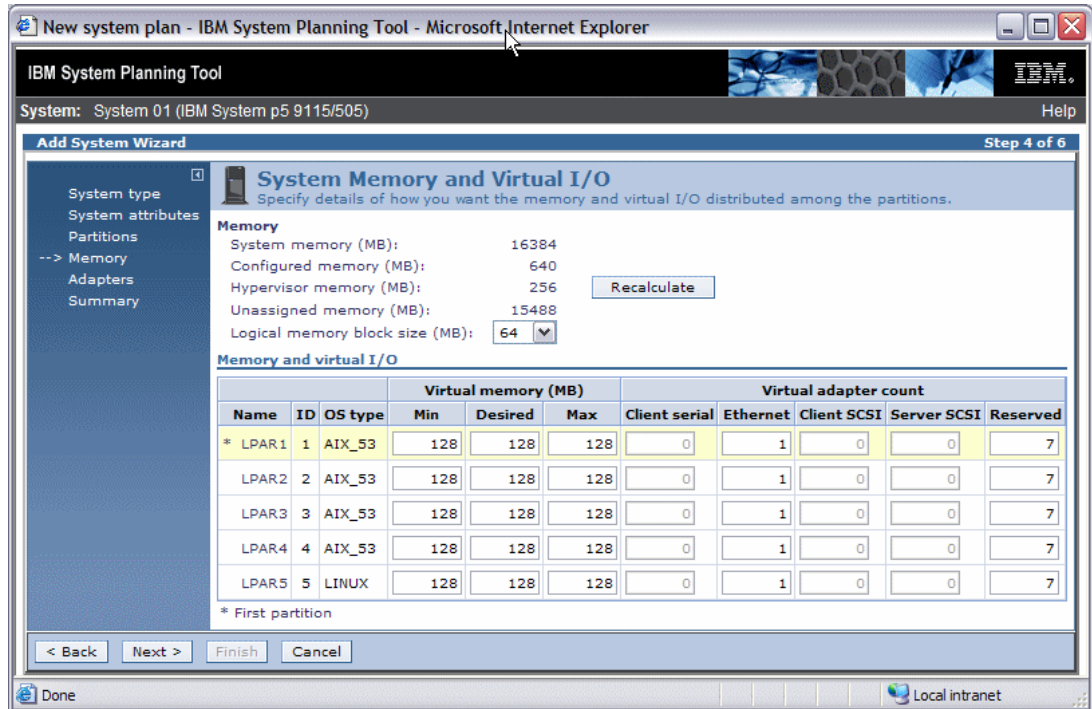 New system plan - IBM System Planning Tool - Microsoft Internet Explorer
IBM System Planning Tool
IBM.
System: System 01 (IBM System p5 9115/505)
Help
Add System Wizard
Step 4 of 6
System type
System attributes
Partitions
--> Memory
Adapters
Summary
System Memory and Virtual I/O
Specify details of how you want the memory and virtual I/O distributed among the partitions.
Memory
System memory (MB): 16384
Configured memory (MB): 640
Hypervisor memory (MB): 256 Recalculate
Unassigned memory (MB): 15488
Logical memory block size (MB): 64
Memory and virtual I/O
Virtual memory (MB) Virtual adapter count
Name ID OS type Min Desired Max Client serial Ethernet Client SCSI Server SCSI Reserved
* LPAR1 1 AIX_53 128 128 128 0 1 0 0 7
LPAR2 2 AIX_53 128 128 128 0 1 0 0 7
LPAR3 3 AIX_53 128 128 128 0 1 0 0 7
LPAR4 4 AIX_53 128 128 128 0 1 0 0 7
LPAR5 5 LINUX 128 128 128 0 1 0 0 7
* First partition
< Back Next > Finish Cancel
Done
Local intranet